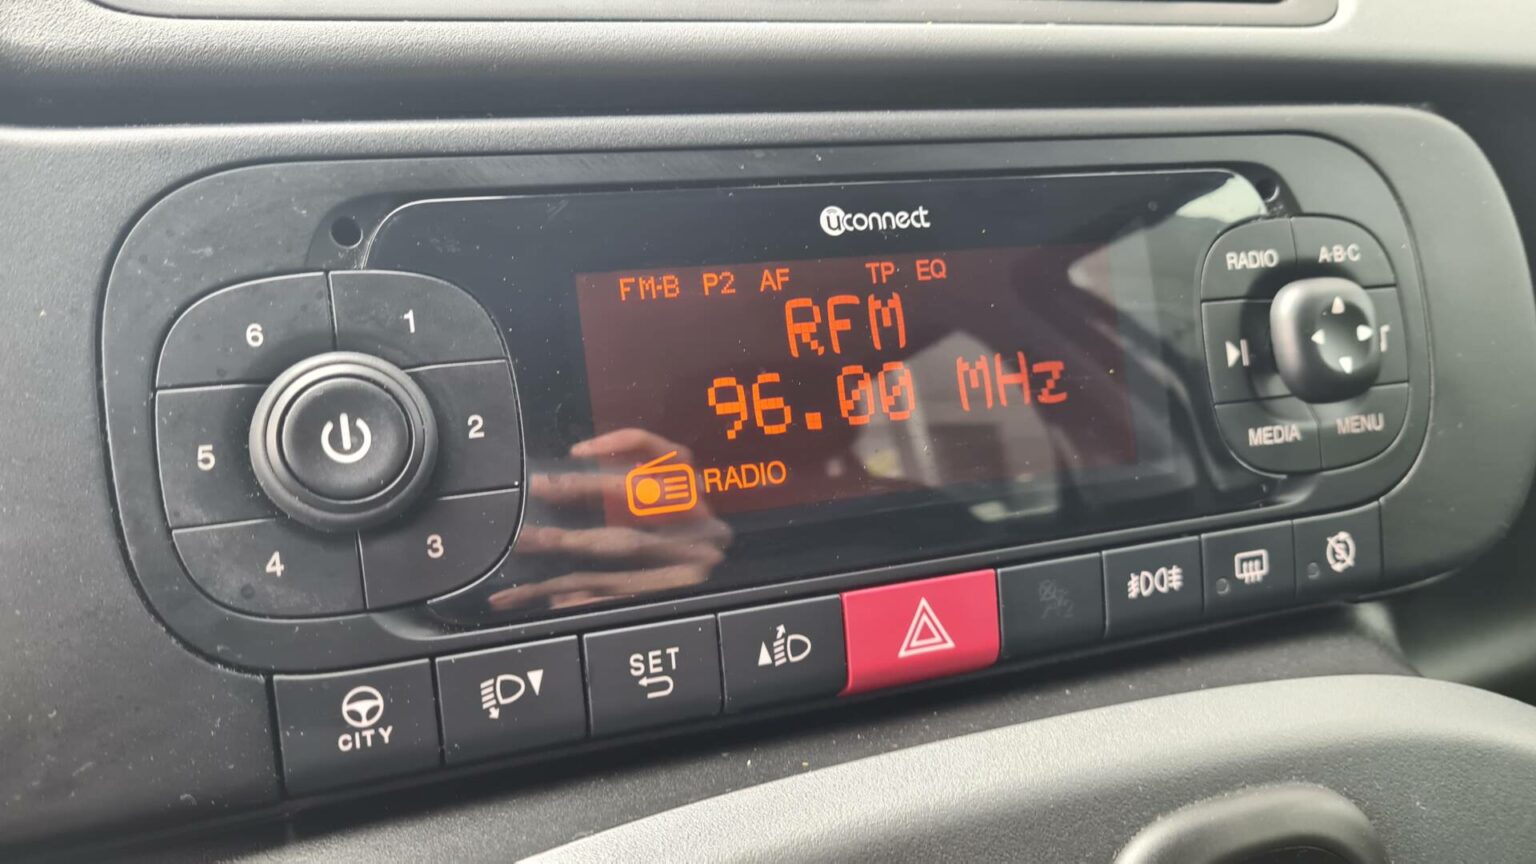 uconnect
FM-B P2 AF TP EQ
RFM
96.00 MHz
RADIO
6
1
5
2
4
3
RADIO
A·B·C
MEDIA
MENU
CITY
SET